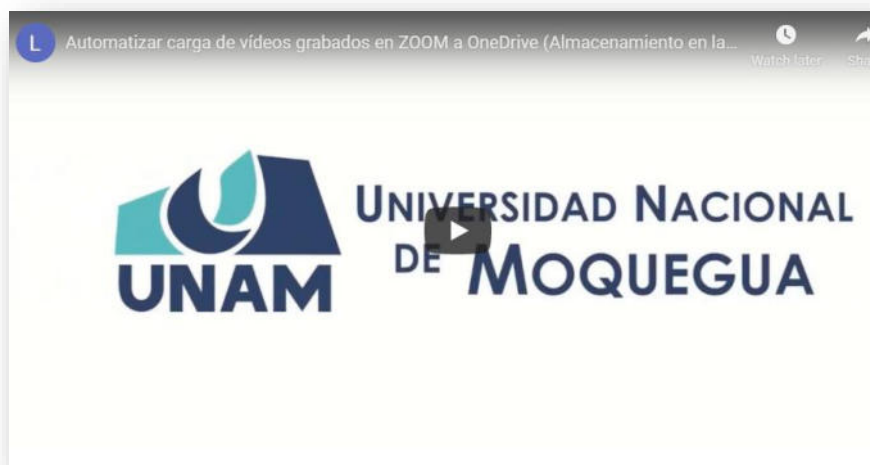 L
Automatizar carga de vídeos grabados en ZOOM a OneDrive (Almacenamiento en la...
Watch later
UNIVERSIDAD NACIONAL
DE MOQUEGUA
UNAM